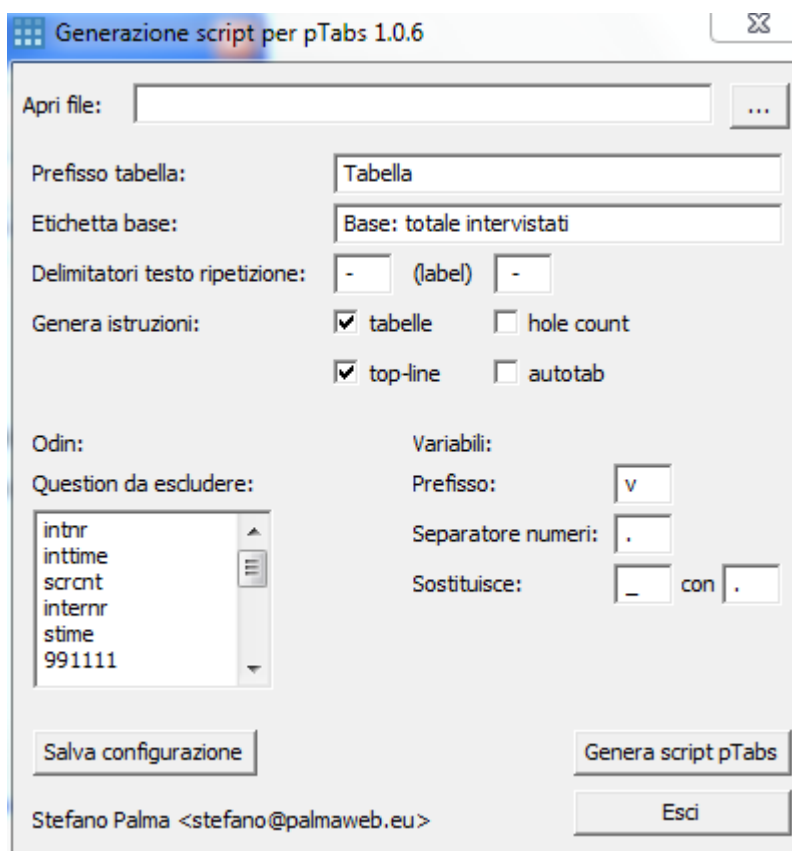 Generazione script per pTabs 1.0.6
Apri file: ...
Prefisso tabella: Tabella
Etichetta base: Base: totale intervistati
Delimitatori testo ripetizione: - (label) -
Genera istruzioni: tabelle hole count
top-line autotab
Odin: Variabili:
Question da escludere: Prefisso: v
intnr
inttime
scrcnt
internr
stime
991111
Separatore numeri: .
Sostituisce: _ con .
Salva configurazione Genera script pTabs
Stefano Palma <stefano@palmaweb.eu> Esci